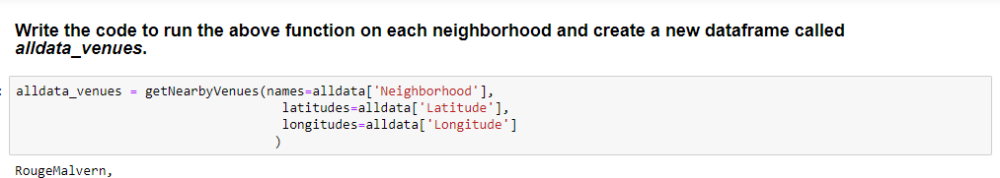 Write the code to run the above function on each neighborhood and create a new dataframe called
alldata_venues.
: alldata_venues = getNearbyVenues(names=alldata['Neighborhood'],
latitudes=alldata['Latitude'],
longitudes=alldata['Longitude']
)
RougeMalvern,